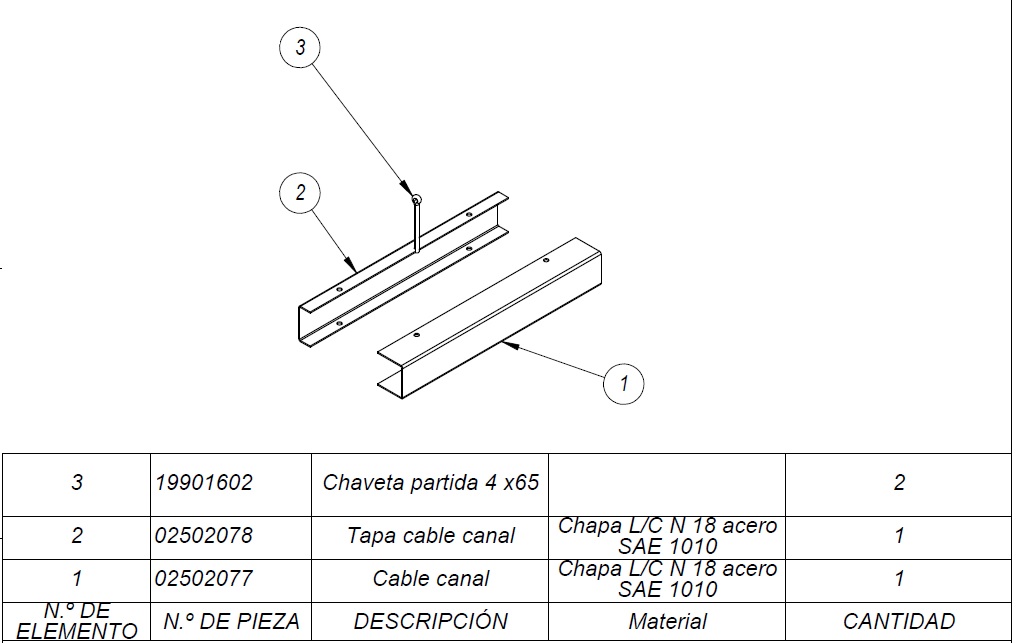 3
2
1
3 19901602 Chaveta partida 4 x65 2
2 02502078 Tapa cable canal Chapa L/C N 18 acero SAE 1010 1
1 02502077 Cable canal Chapa L/C N 18 acero SAE 1010 1
N.º DE ELEMENTO N.º DE PIEZA DESCRIPCIÓN Material CANTIDAD